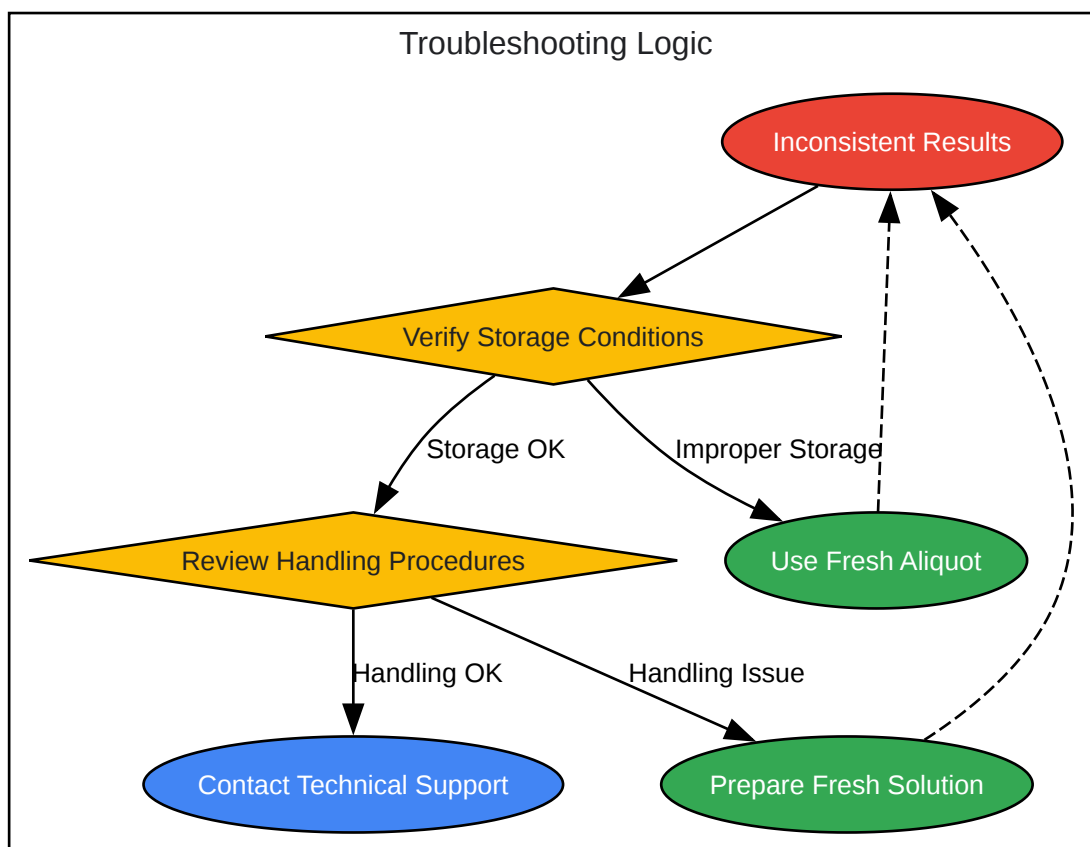 Troubleshooting Logic
Inconsistent Results
Verify Storage Conditions
Storage OK
Improper Storage
Review Handling Procedures
Use Fresh Aliquot
Handling OK
Handling Issue
Contact Technical Support
Prepare Fresh Solution